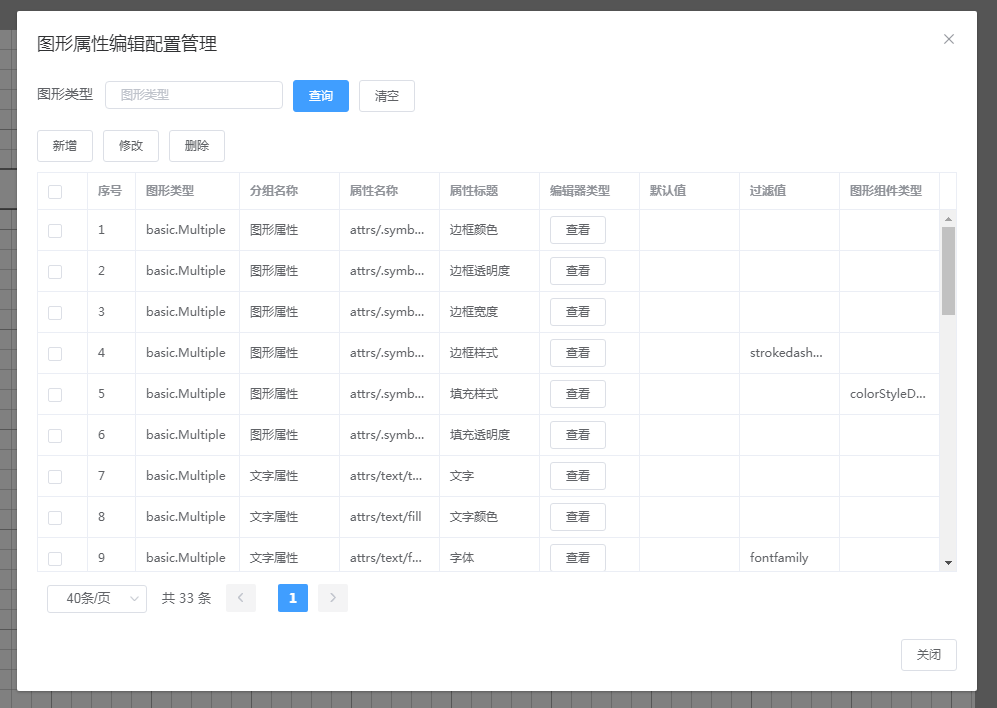 图形属性编辑配置管理
图形类型 图形类型 查询 清空
新增 修改 删除
序号 图形类型 分组名称 属性名称 属性标题 编辑器类型 默认值 过滤值 图形组件类型
1 basic.Multiple 图形属性 attrs/.symb... 边框颜色 查看
2 basic.Multiple 图形属性 attrs/.symb... 边框透明度 查看
3 basic.Multiple 图形属性 attrs/.symb... 边框宽度 查看
4 basic.Multiple 图形属性 attrs/.symb... 边框样式 查看 strokedash...
5 basic.Multiple 图形属性 attrs/.symb... 填充样式 查看 colorStyleD...
6 basic.Multiple 图形属性 attrs/.symb... 填充透明度 查看
7 basic.Multiple 文字属性 attrs/text/t... 文字 查看
8 basic.Multiple 文字属性 attrs/text/fill 文字颜色 查看
9 basic.Multiple 文字属性 attrs/text/f... 字体 查看 fontfamily
40条/页 共 33 条 1
关闭